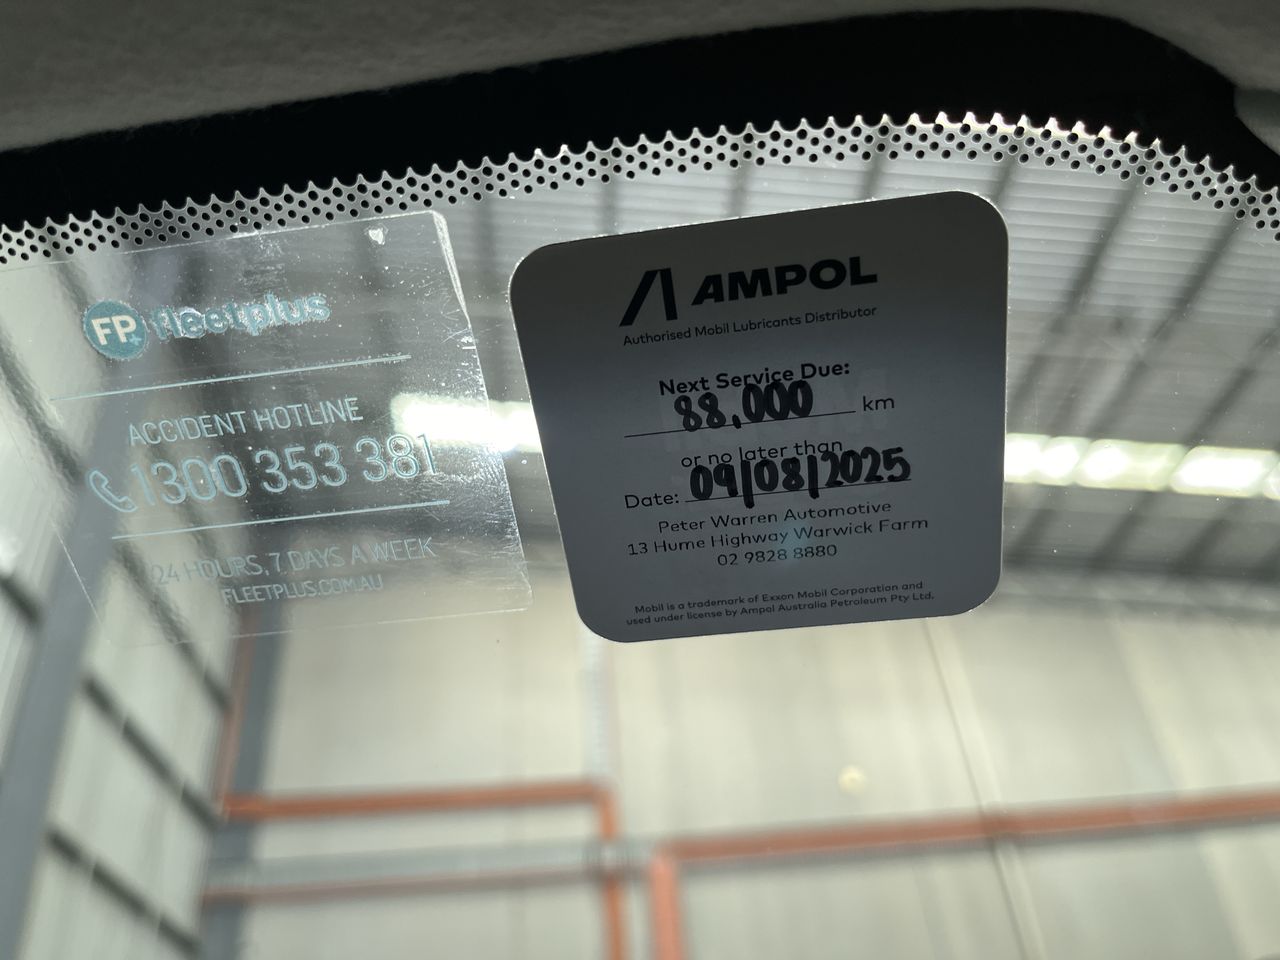 FP+ fleetplus
ACCIDENT HOTLINE
1300 353 381
24 HOURS, 7 DAYS A WEEK
FLEETPLUS.COM.AU
AMPOL
Authorised Mobil Lubricants Distributor
Next Service Due:
88,000 km
or no later than
Date: 09/08/2025
Peter Warren Automotive
13 Hume Highway Warwick Farm
02 9828 8880
Mobil is a trademark of Exxon Mobil Corporation and
used under license by Ampol Australia Petroleum Pty Ltd.